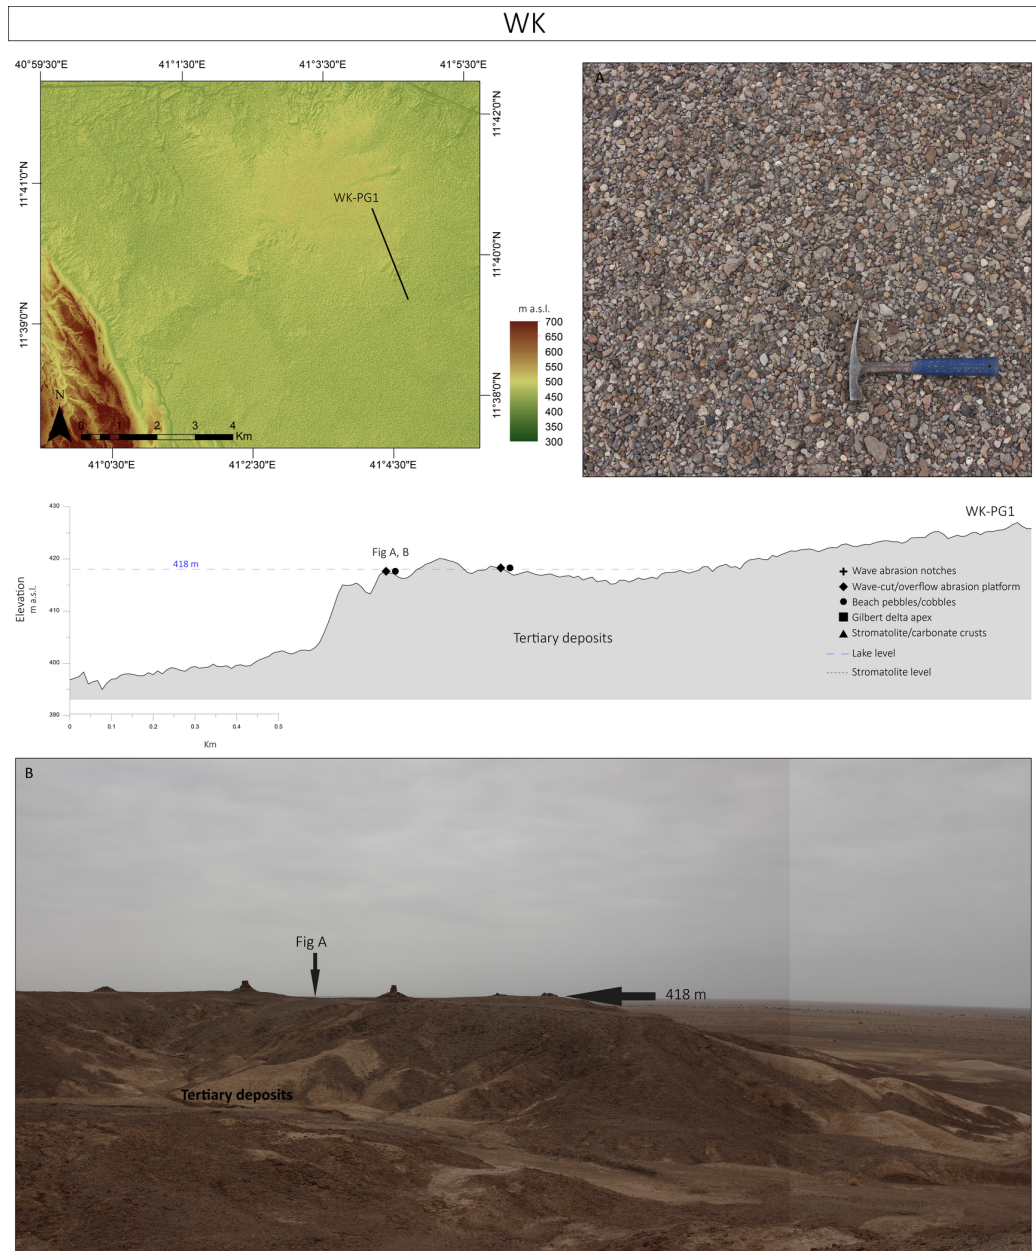 WK
40°59'30"E
41°1'30"E
41°3'30"E
41°5'30"E
11°42'0"N
11°41'0"N
WK-PG1
11°40'0"N
11°39'0"N
11°38'0"N
N
0 1 2 3 4
Km
41°0'30"E
41°2'30"E
41°4'30"E
m a.s.l.
700
650
600
550
500
450
400
350
300
A
430
420
410
400
390
Elevation
m a.s.l.
418 m
Fig A, B
WK-PG1
Tertiary deposits
Wave abrasion notches
Wave-cut/overflow abrasion platform
Beach pebbles/cobbles
Gilbert delta apex
Stromatolite/carbonate crusts
Lake level
Stromatolite level
0 0.1 0.2 0.3 0.4 0.5
Km
B
Fig A
418 m
Tertiary deposits